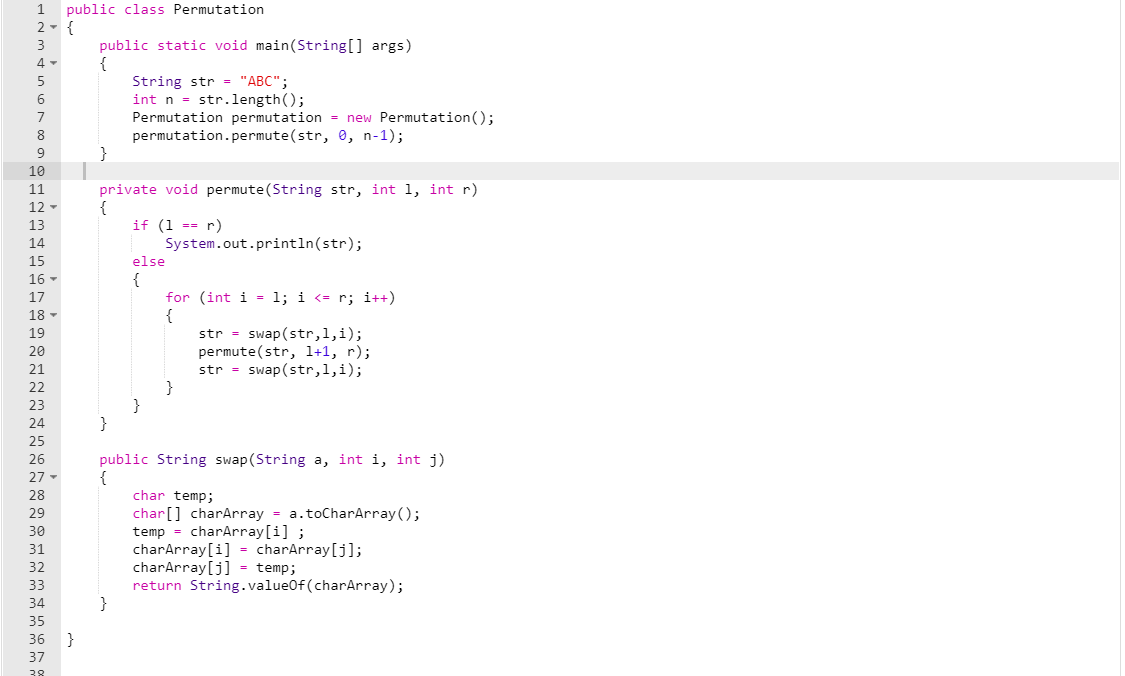 1 public class Permutation
2 {
3 public static void main(String[] args)
4 {
5 String str = "ABC";
6 int n = str.length();
7 Permutation permutation = new Permutation();
8 permutation.permute(str, 0, n-1);
9 }
10
11 private void permute(String str, int l, int r)
12 {
13 if (l == r)
14 System.out.println(str);
15 else
16 {
17 for (int i = l; i <= r; i++)
18 {
19 str = swap(str,l,i);
20 permute(str, l+1, r);
21 str = swap(str,l,i);
22 }
23 }
24 }
25
26 public String swap(String a, int i, int j)
27 {
28 char temp;
29 char[] charArray = a.toCharArray();
30 temp = charArray[i] ;
31 charArray[i] = charArray[j];
32 charArray[j] = temp;
33 return String.valueOf(charArray);
34 }
35
36 }
37
38